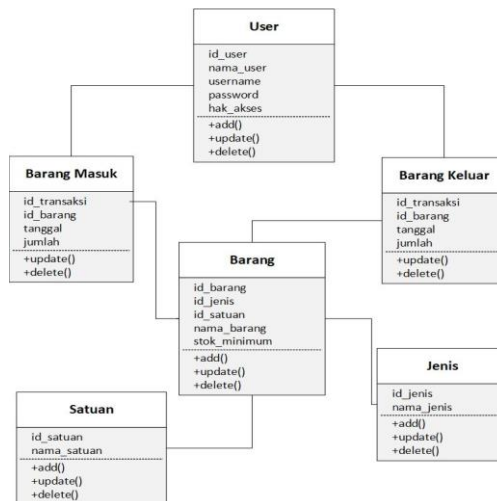 User
id_user
nama_user
username
password
hak_akses
+add()
+update()
+delete()
Barang Masuk
id_transaksi
id_barang
tanggal
jumlah
+update()
+delete()
Barang Keluar
id_transaksi
id_barang
tanggal
jumlah
+update()
+delete()
Barang
id_barang
id_jenis
id_satuan
nama_barang
stok_minimum
+add()
+update()
+delete()
Jenis
id_jenis
nama_jenis
+add()
+update()
+delete()
Satuan
id_satuan
nama_satuan
+add()
+update()
+delete()